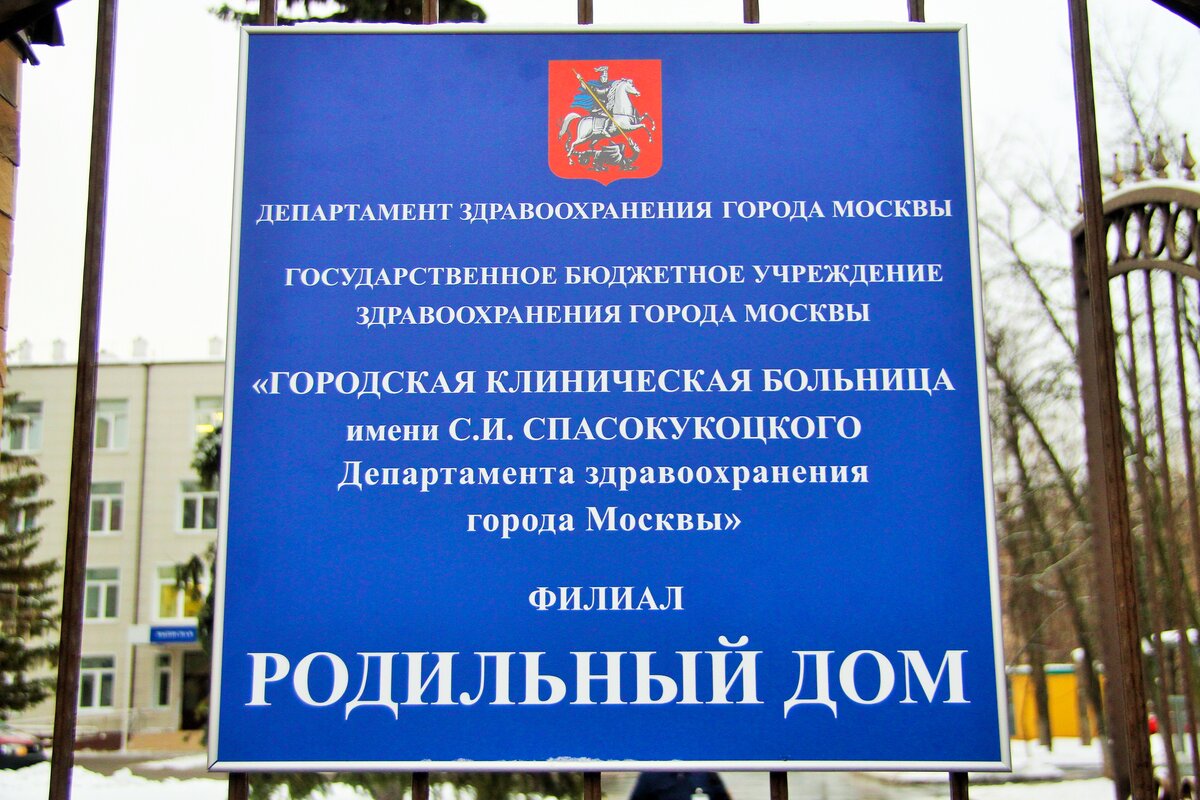 ДЕПАРТАМЕНТ ЗДРАВООХРАНЕНИЯ ГОРОДА МОСКВЫ
ГОСУДАРСТВЕННОЕ БЮДЖЕТНОЕ УЧРЕЖДЕНИЕ
ЗДРАВООХРАНЕНИЯ ГОРОДА МОСКВЫ
«ГОРОДСКАЯ КЛИНИЧЕСКАЯ БОЛЬНИЦА
имени С.И. СПАСОКУКОЦКОГО
Департамента здравоохранения
города Москвы»
ФИЛИАЛ
РОДИЛЬНЫЙ ДОМ